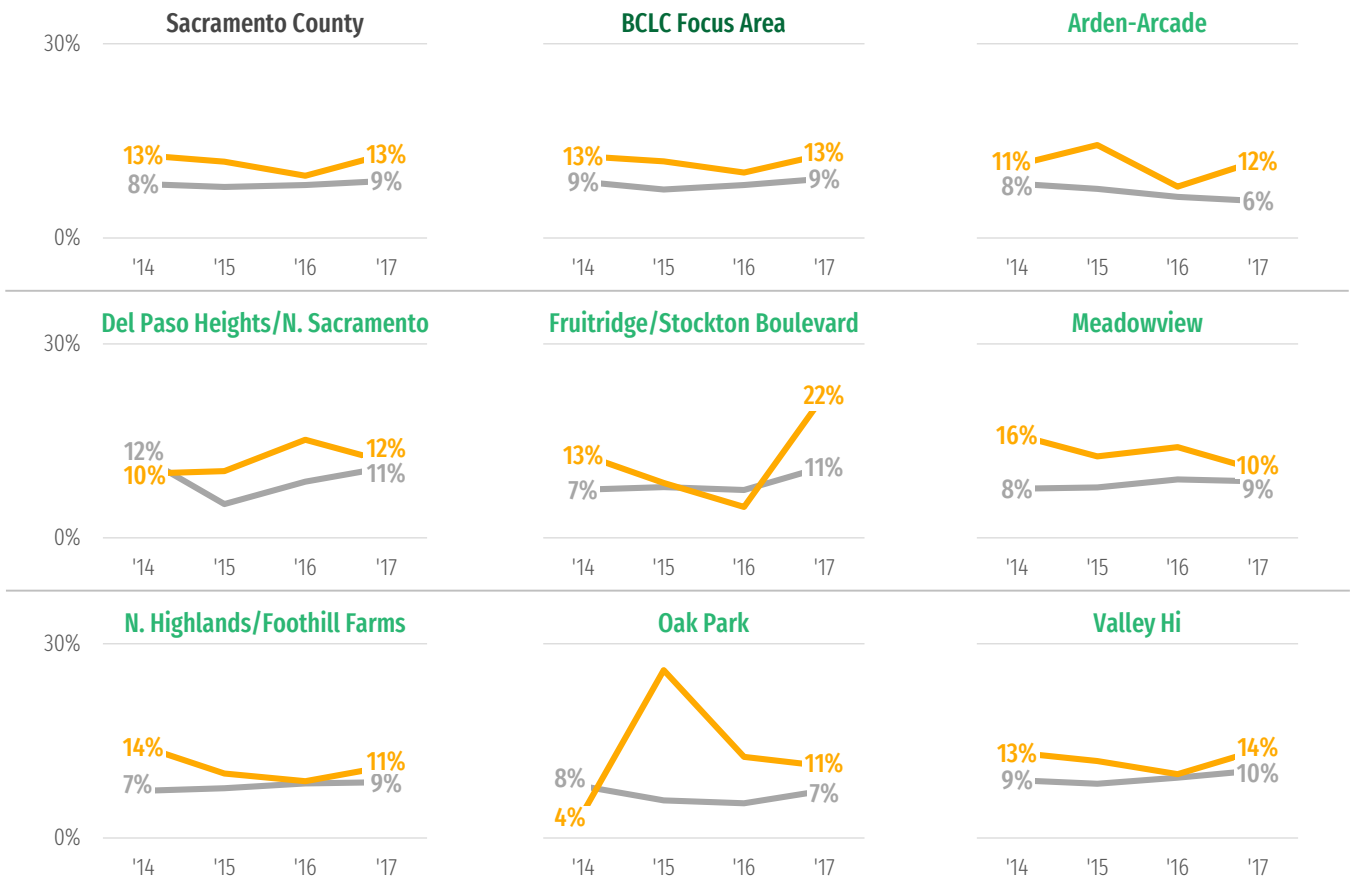 Sacramento County
BCLC Focus Area
Arden-Arcade
30%
13%
13%
8%
9%
13%
13%
9%
9%
11%
12%
8%
6%
0%
'14 '15 '16 '17
'14 '15 '16 '17
'14 '15 '16 '17
Del Paso Heights/N. Sacramento
Fruitridge/Stockton Boulevard
Meadowview
30%
12%
10%
12%
11%
13%
22%
7%
11%
16%
10%
8%
9%
0%
'14 '15 '16 '17
'14 '15 '16 '17
'14 '15 '16 '17
N. Highlands/Foothill Farms
Oak Park
Valley Hi
30%
14%
11%
7%
9%
8%
4%
11%
7%
13%
14%
9%
10%
0%
'14 '15 '16 '17
'14 '15 '16 '17
'14 '15 '16 '17